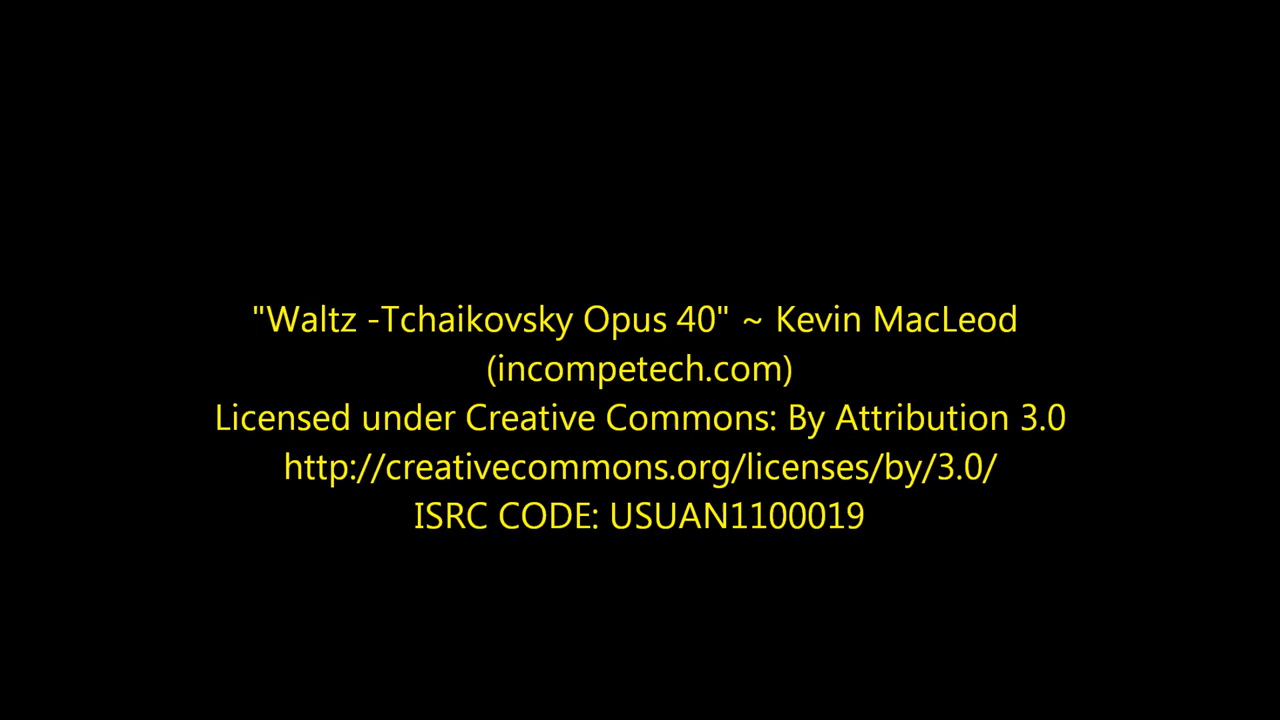 "Waltz -Tchaikovsky Opus 40" ~ Kevin MacLeod
(incompetech.com)
Licensed under Creative Commons: By Attribution 3.0
http://creativecommons.org/licenses/by/3.0/
ISRC CODE: USUAN1100019